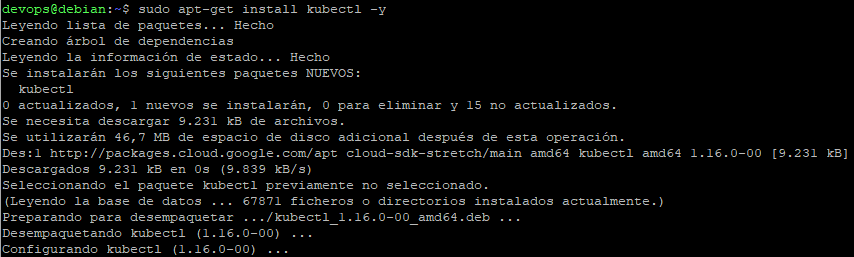 devops@debian:~$ sudo apt-get install kubectl -y
Leyendo lista de paquetes... Hecho
Creando árbol de dependencias
Leyendo la información de estado... Hecho
Se instalarán los siguientes paquetes NUEVOS:
  kubectl
0 actualizados, 1 nuevos se instalarán, 0 para eliminar y 15 no actualizados.
Se necesita descargar 9.231 kB de archivos.
Se utilizarán 46,7 MB de espacio de disco adicional después de esta operación.
Des:1 http://packages.cloud.google.com/apt cloud-sdk-stretch/main amd64 kubectl amd64 1.16.0-00 [9.231 kB]
Descargados 9.231 kB en 0s (9.839 kB/s)
Seleccionando el paquete kubectl previamente no seleccionado.
(Leyendo la base de datos ... 67871 ficheros o directorios instalados actualmente.)
Preparando para desempaquetar .../kubectl_1.16.0-00_amd64.deb ...
Desempaquetando kubectl (1.16.0-00) ...
Configurando kubectl (1.16.0-00) ...